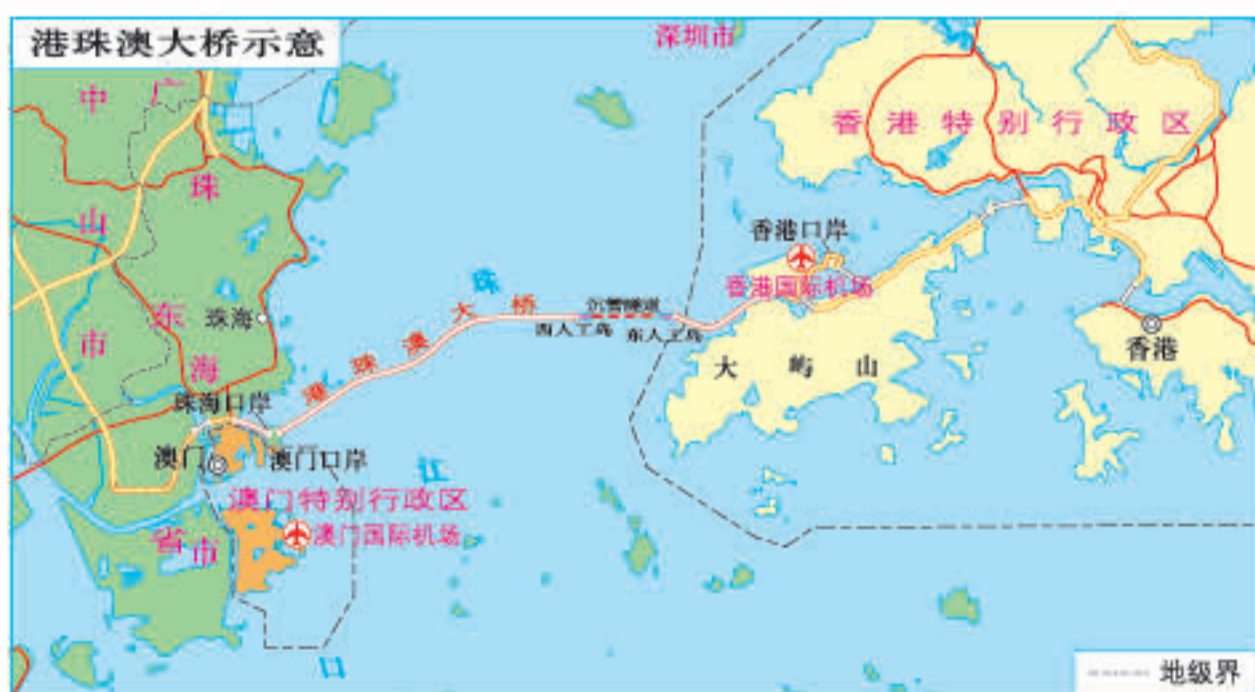 港珠澳大桥示意
深圳市
中山市
广东省
珠海市
香港特别行政区
香港口岸
香港国际机场
珠江口
港珠澳大桥
沉管隧道
西人工岛
东人工岛
大屿山
香港
珠海
珠海口岸
澳门
澳门口岸
澳门特别行政区
澳门国际机场
地级界